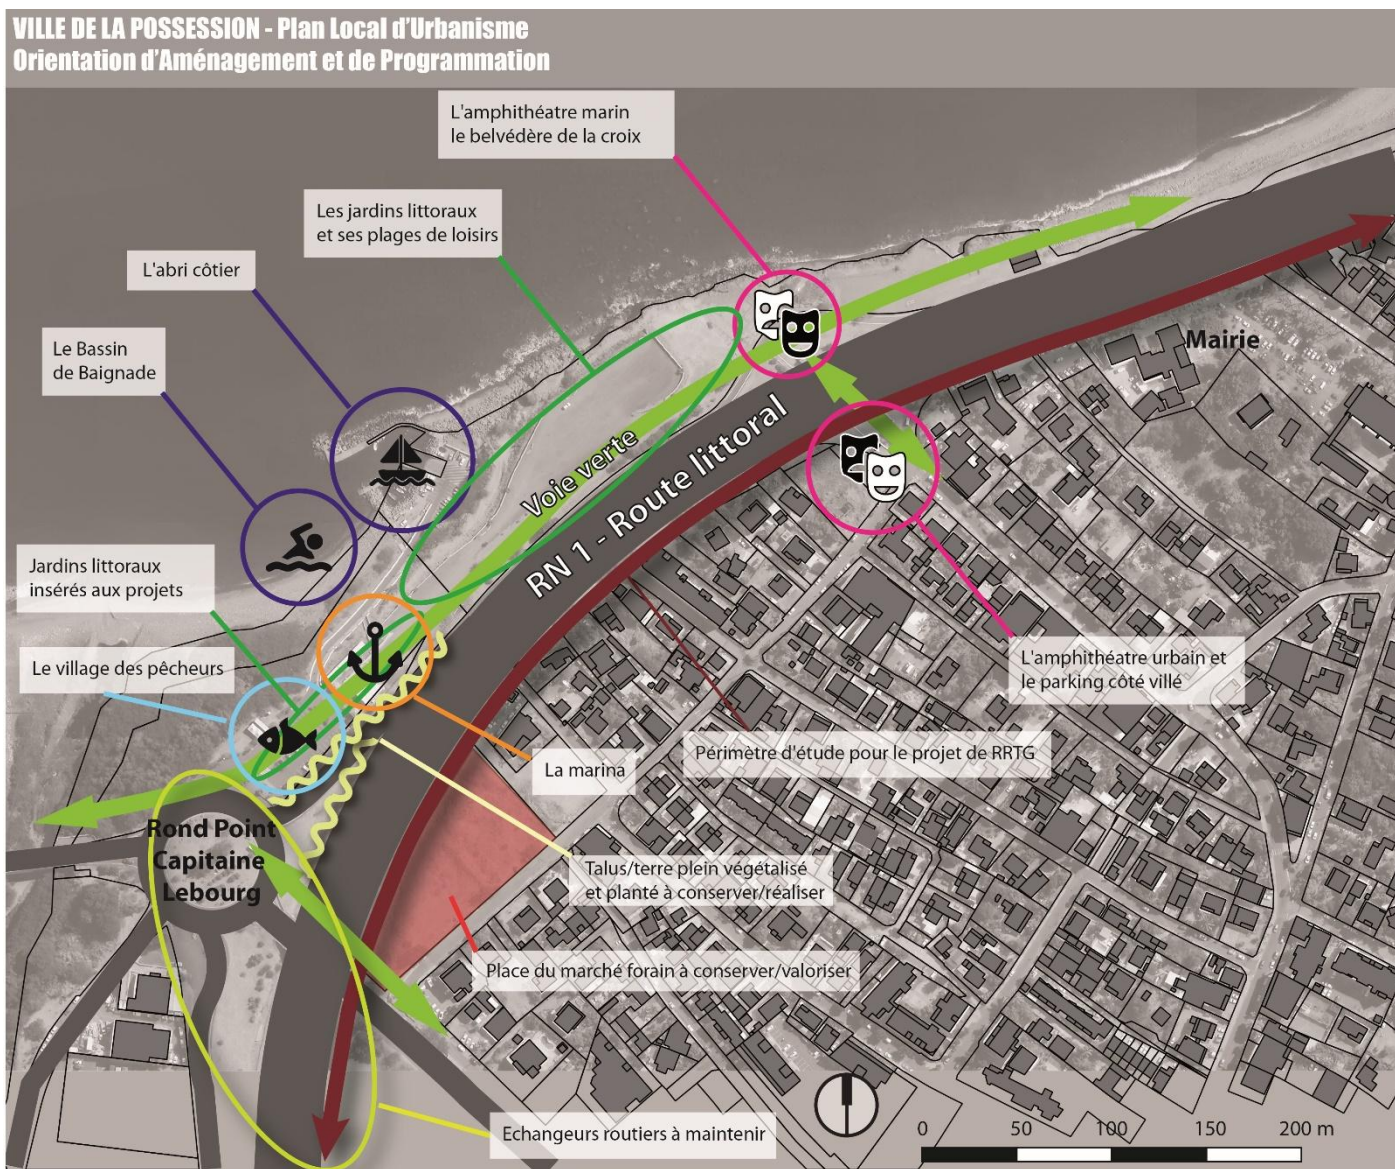 VILLE DE LA POSSESSION - Plan Local d'Urbanisme
Orientation d'Aménagement et de Programmation
L'amphithéatre marin
le belvédère de la croix
Les jardins littoraux
et ses plages de loisirs
L'abri côtier
Le Bassin
de Baignade
Mairie
Voie verte
RN 1 - Route littoral
Jardins littoraux
insérés aux projets
Le village des pêcheurs
L'amphithéatre urbain et
le parking côté villé
Périmètre d'étude pour le projet de RRTG
La marina
Rond Point
Capitaine
Lebourg
Talus/terre plein végétalisé
et planté à conserver/réaliser
Place du marché forain à conserver/valoriser
Echangeurs routiers à maintenir
0 50 100 150 200 m